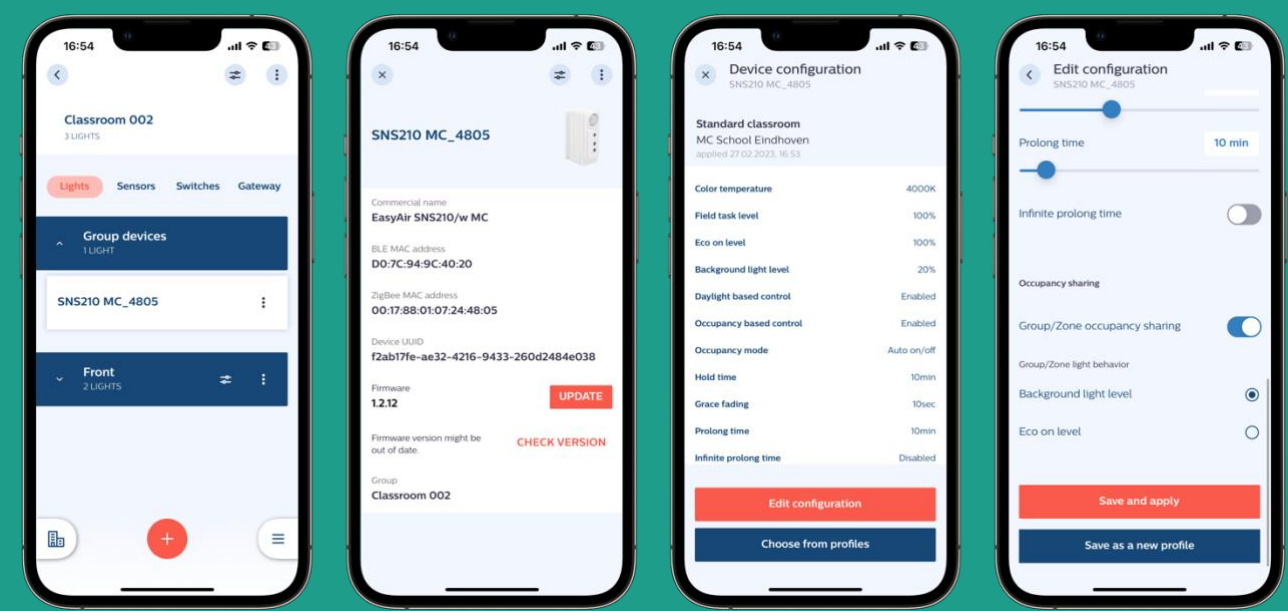 16:54
Classroom 002
3 LIGHTS
Lights
Sensors
Switches
Gateway
Group devices
1 LIGHT
SNS210 MC_4805
Front
2 LIGHTS
16:54
SNS210 MC_4805
Commercial name
EasyAir SNS210/w MC
BLE MAC address
D0:7C:94:9C:40:20
ZigBee MAC address
00:17:88:01:07:24:48:05
Device UUID
f2ab17fe-ae32-4216-9433-260d2484e038
Firmware
1.2.12
UPDATE
Firmware version might be
out of date.
CHECK VERSION
Group
Classroom 002
16:54
Device configuration
SNS210 MC_4805
Standard classroom
MC School Eindhoven
applied 27.02.2023, 16:53
Color temperature 4000K
Field task level 100%
Eco on level 100%
Background light level 20%
Daylight based control Enabled
Occupancy based control Enabled
Occupancy mode Auto on/off
Hold time 10min
Grace fading 10sec
Prolong time 10min
Infinite prolong time Disabled
Edit configuration
Choose from profiles
16:54
Edit configuration
SNS210 MC_4805
Prolong time 10 min
Infinite prolong time
Occupancy sharing
Group/Zone occupancy sharing
Group/Zone light behavior
Background light level
Eco on level
Save and apply
Save as a new profile